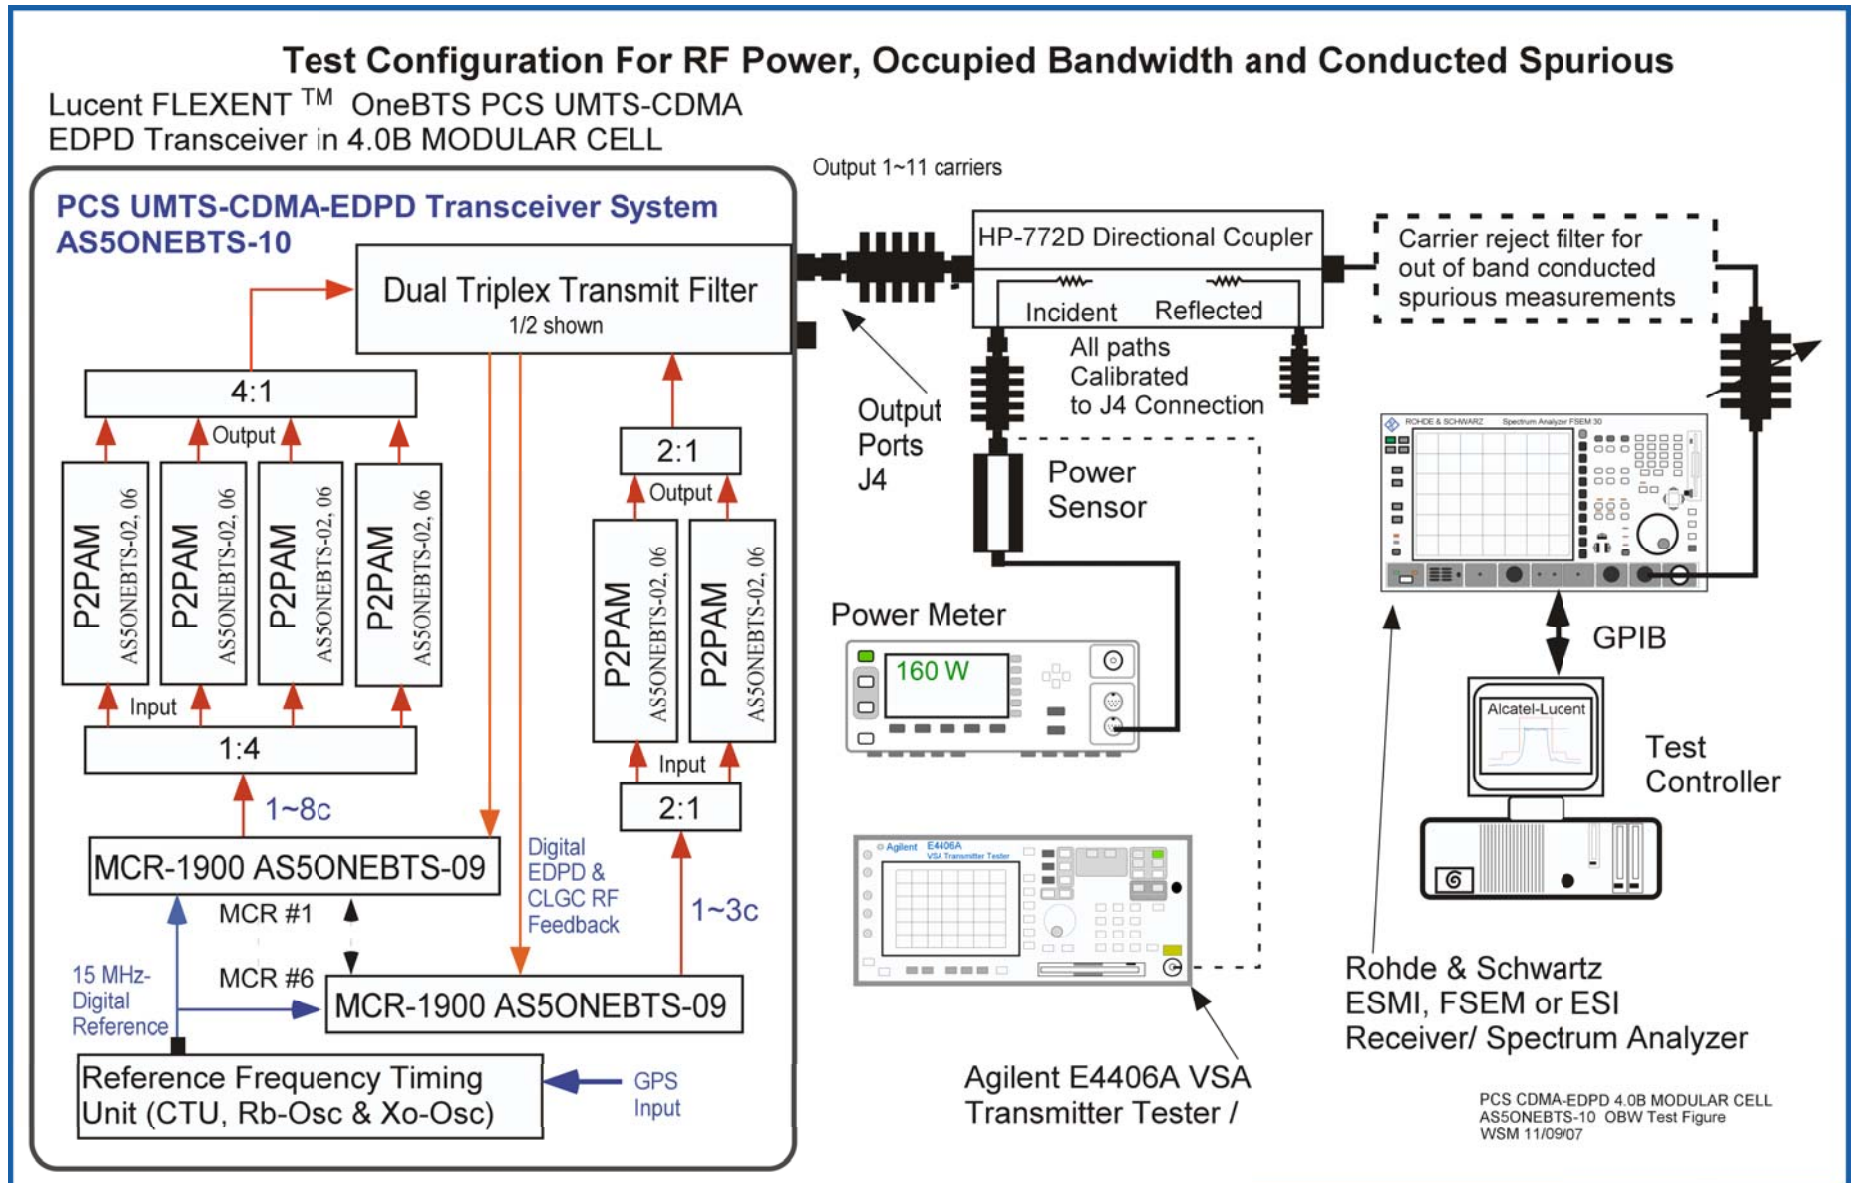 Test Configuration For RF Power, Occupied Bandwidth and Conducted Spurious
Lucent FLEXENT TM OneBTS PCS UMTS-CDMA
EDPD Transceiver in 4.0B MODULAR CELL
Output 1~11 carriers
PCS UMTS-CDMA-EDPD Transceiver System
AS5ONEBTS-10
Dual Triplex Transmit Filter
1/2 shown
4:1
Output
P2PAM
AS5ONEBTS-02, 06
P2PAM
AS5ONEBTS-02, 06
P2PAM
AS5ONEBTS-02, 06
P2PAM
AS5ONEBTS-02, 06
Input
1:4
1~8c
MCR-1900 AS5ONEBTS-09
MCR #1
MCR #6
15 MHz-
Digital
Reference
MCR-1900 AS5ONEBTS-09
Reference Frequency Timing
Unit (CTU, Rb-Osc & Xo-Osc)
GPS
Input
2:1
Output
P2PAM
AS5ONEBTS-02, 06
P2PAM
AS5ONEBTS-02, 06
Input
2:1
Digital
EDPD &
CLGC RF
Feedback
1~3c
HP-772D Directional Coupler
Incident
Reflected
All paths
Calibrated
to J4 Connection
Output
Ports
J4
Power
Sensor
Power Meter
160 W
Agilent E4406A
VSA Transmitter Tester
Agilent E4406A VSA
Transmitter Tester /
Carrier reject filter for
out of band conducted
spurious measurements
ROHDE & SCHWARZ Spectrum Analyzer FSEM 30
GPIB
Alcatel-Lucent
Test
Controller
Rohde & Schwartz
ESMI, FSEM or ESI
Receiver/ Spectrum Analyzer
PCS CDMA-EDPD 4.0B MODULAR CELL
AS5ONEBTS-10 OBW Test Figure
WSM 11/09/07